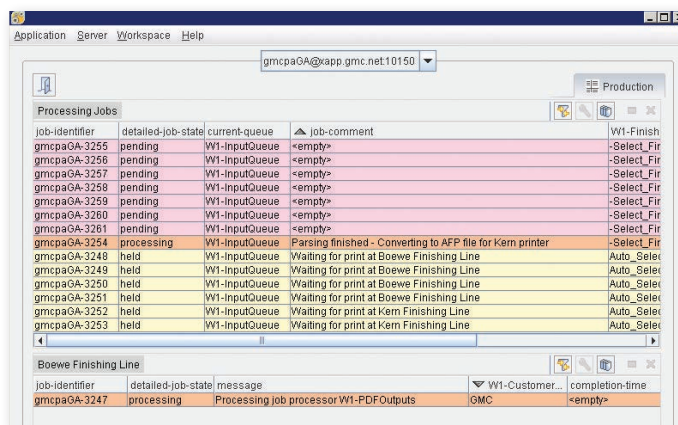 Application Server Workspace Help
gmcpaGA@xapp.gmc.net:10150
Production
Processing Jobs
job-identifier detailed-job-state current-queue job-comment W1-Finish
gmcpaGA-3255 pending W1-InputQueue <empty> -Select_Fir
gmcpaGA-3256 pending W1-InputQueue <empty> -Select_Fir
gmcpaGA-3257 pending W1-InputQueue <empty> -Select_Fir
gmcpaGA-3258 pending W1-InputQueue <empty> -Select_Fir
gmcpaGA-3259 pending W1-InputQueue <empty> -Select_Fir
gmcpaGA-3260 pending W1-InputQueue <empty> -Select_Fir
gmcpaGA-3261 pending W1-InputQueue <empty> -Select_Fir
gmcpaGA-3254 processing W1-InputQueue Parsing finished - Converting to AFP file for Kern printer -Select_Fir
gmcpaGA-3248 held W1-InputQueue Waiting for print at Boewe Finishing Line Auto_Selec
gmcpaGA-3249 held W1-InputQueue Waiting for print at Boewe Finishing Line Auto_Selec
gmcpaGA-3250 held W1-InputQueue Waiting for print at Boewe Finishing Line Auto_Selec
gmcpaGA-3251 held W1-InputQueue Waiting for print at Boewe Finishing Line Auto_Selec
gmcpaGA-3252 held W1-InputQueue Waiting for print at Kern Finishing Line Auto_Selec
gmcpaGA-3253 held W1-InputQueue Waiting for print at Kern Finishing Line Auto_Selec
Boewe Finishing Line
job-identifier detailed-job-state message W1-Customer... completion-time
gmcpaGA-3247 processing Processing job processor W1-PDFOutputs GMC <empty>